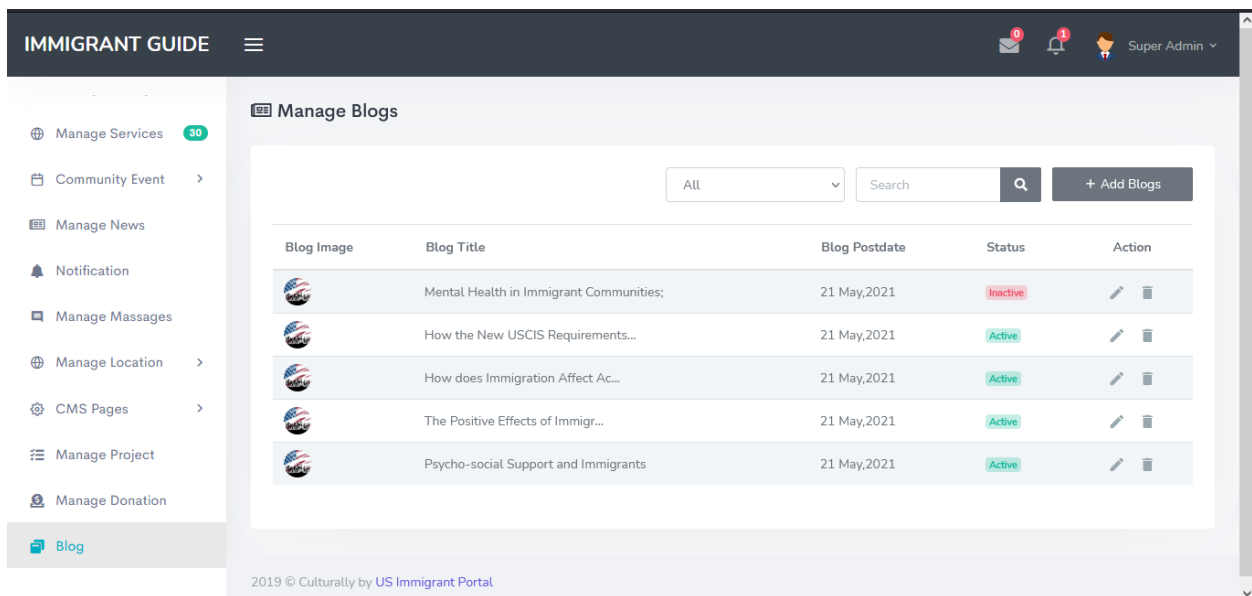 IMMIGRANT GUIDE
0
1
Super Admin
Manage Services 30
Community Event
Manage News
Notification
Manage Massages
Manage Location
CMS Pages
Manage Project
Manage Donation
Blog
Manage Blogs
All
Search
+ Add Blogs
Blog Image Blog Title Blog Postdate Status Action
Mental Health in Immigrant Communities; 21 May,2021 Inactive
How the New USCIS Requirements... 21 May,2021 Active
How does Immigration Affect Ac... 21 May,2021 Active
The Positive Effects of Immigr... 21 May,2021 Active
Psycho-social Support and Immigrants 21 May,2021 Active
2019 © Culturally by US Immigrant Portal